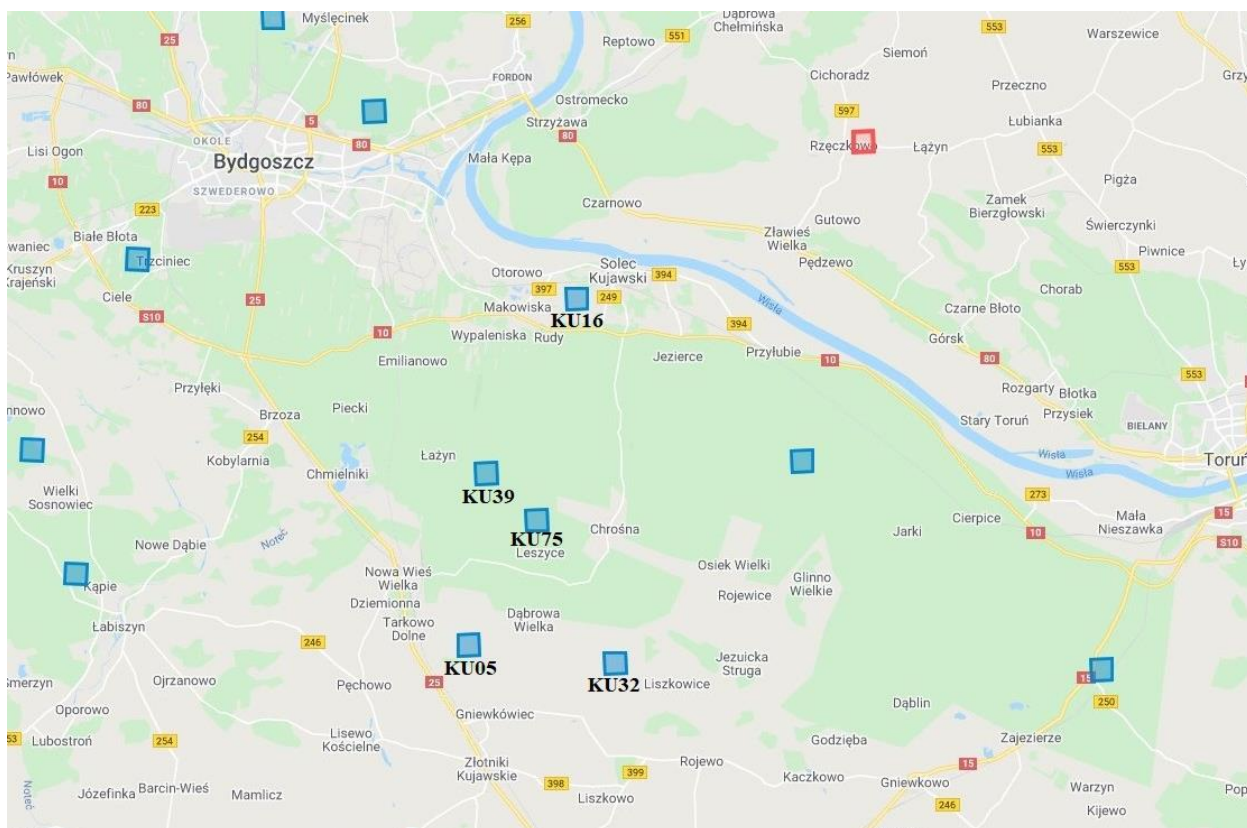 Myślęcinek
256
Dąbrowa
Chełmińska
553
Warszewice
25
Reptowo
551
Siemoń
Pawłówek
FORDON
Cichoradz
Przeczno
80
Ostromecko
597
5
Strzyżawa
Łubianka
OKOLE
80
80
Rzęczkowo
Łążyn
553
Lisi Ogon
Bydgoszcz
Mała Kępa
10
SZWEDEROWO
Pigża
223
Czarnowo
Zamek
Bierzgłowski
Gutowo
Świerczynki
Białe Błota
Zławieś
Wielka
Trzciniec
Piwnice
Kruszyn
Krajeński
Solec
Kujawski
Pędzewo
Otorowo
394
553
Ciele
397
249
Chorab
25
Makowiska
KU16
Wisła
Czarne Błoto
S10
10
Wypaleniska
Rudy
394
Górsk
Emilianowo
Jezierce
Przyłubie
10
80
553
Przyłęki
Rozgarty
Błotka
Piecki
Brzoza
Stary Toruń
Przysiek
BIELANY
254
Łażyn
Kobylarnia
Chmielniki
Wisła
Wisła
Toruń
Wielki
Sosnowiec
KU39
273
15
Cierpice
Mała
Nieszawka
KU75
Chrośna
Jarki
10
S10
Nowe Dąbie
Noteć
Leszyce
Nowa Wieś
Wielka
Osiek Wielki
Glinno
Wielkie
Kąpie
Dziemionna
Rojewice
Łabiszyn
Dąbrowa
Wielka
Tarkowo
Dolne
246
KU05
KU32
Jezuicka
Struga
Ojrzanowo
Pęchowo
25
Liszkowice
15
Oporowo
Gniewkówiec
Dąblin
250
Lubostroń
254
Lisewo
Kościelne
Godzięba
Zajezierze
Złotniki
Kujawskie
Rojewo
15
Józefinka
Barcin-Wieś
Mamlicz
398
399
Kaczkowo
Gniewkowo
Warzyn
Noteć
Liszkowo
246
Kijewo